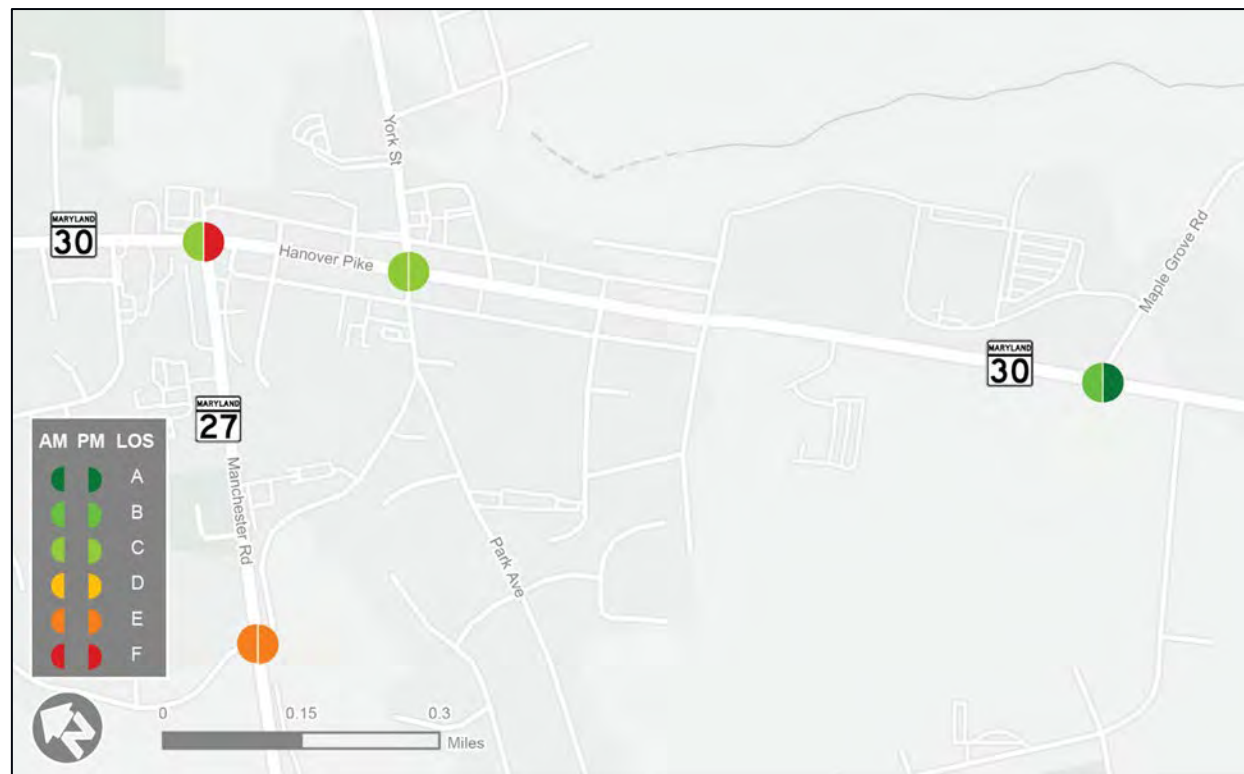 York St
MARYLAND
30
Hanover Pike
Maple Grove Rd
MARYLAND
30
MARYLAND
27
Manchester Rd
Park Ave
AM PM LOS
A
B
C
D
E
F
N
0 0.15 0.3
Miles